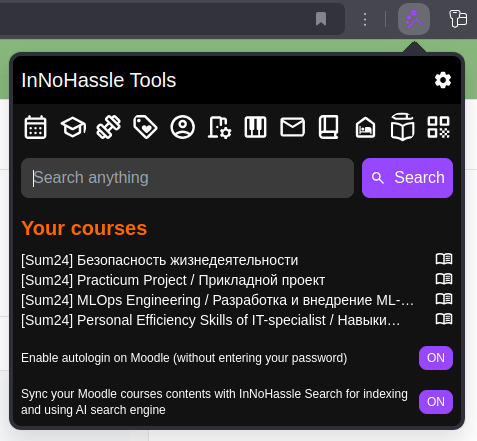 InNoHassle Tools
Search anything
Search
Your courses
[Sum24] Безопасность жизнедеятельности
[Sum24] Practicum Project / Прикладной проект
[Sum24] MLOps Engineering / Разработка и внедрение ML-...
[Sum24] Personal Efficiency Skills of IT-specialist / Навыки...
Enable autologin on Moodle (without entering your password)
ON
Sync your Moodle courses contents with InNoHassle Search for indexing
and using AI search engine
ON